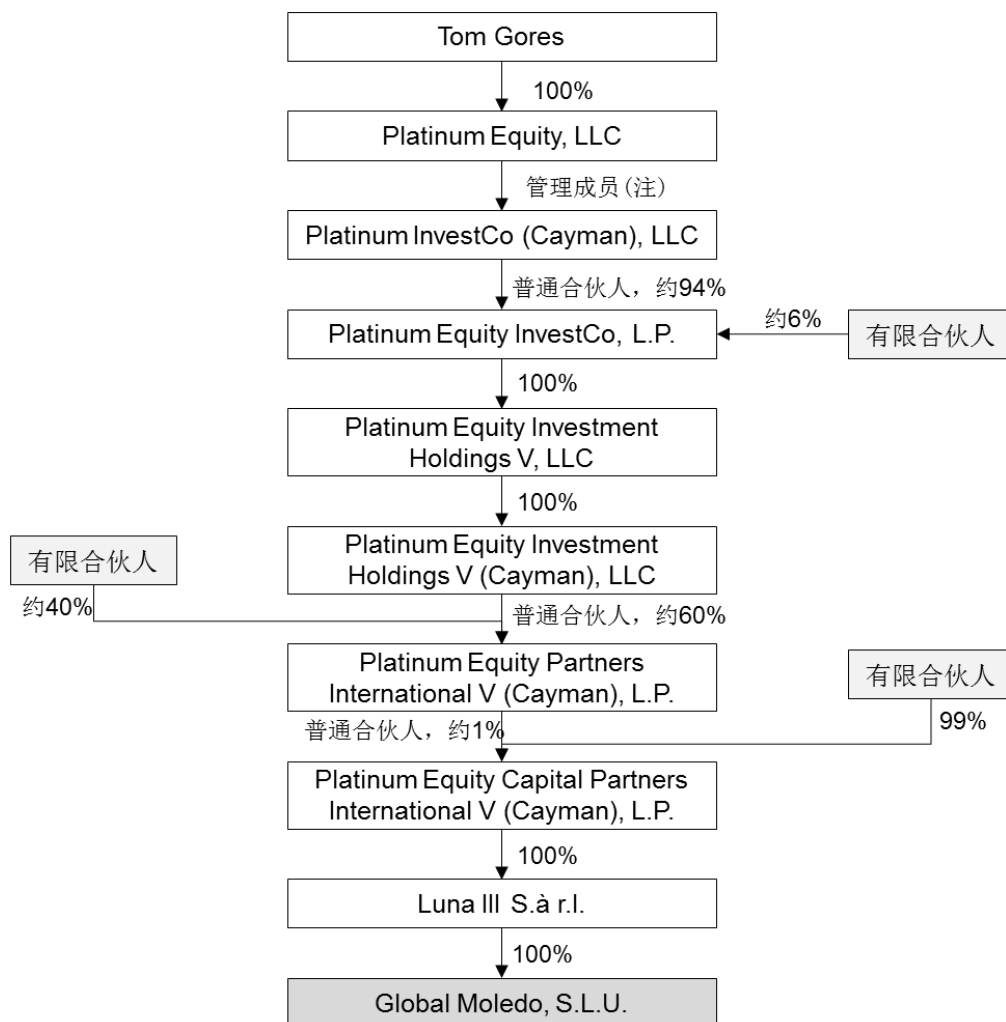 Tom Gores
100%
Platinum Equity, LLC
管理成员(注)
Platinum InvestCo (Cayman), LLC
普通合伙人，约94%
Platinum Equity InvestCo, L.P.
约6%
有限合伙人
100%
Platinum Equity Investment
Holdings V, LLC
100%
有限合伙人
约40%
Platinum Equity Investment
Holdings V (Cayman), LLC
普通合伙人，约60%
Platinum Equity Partners
International V (Cayman), L.P.
有限合伙人
99%
普通合伙人，约1%
Platinum Equity Capital Partners
International V (Cayman), L.P.
100%
Luna III S.à r.l.
100%
Global Moledo, S.L.U.